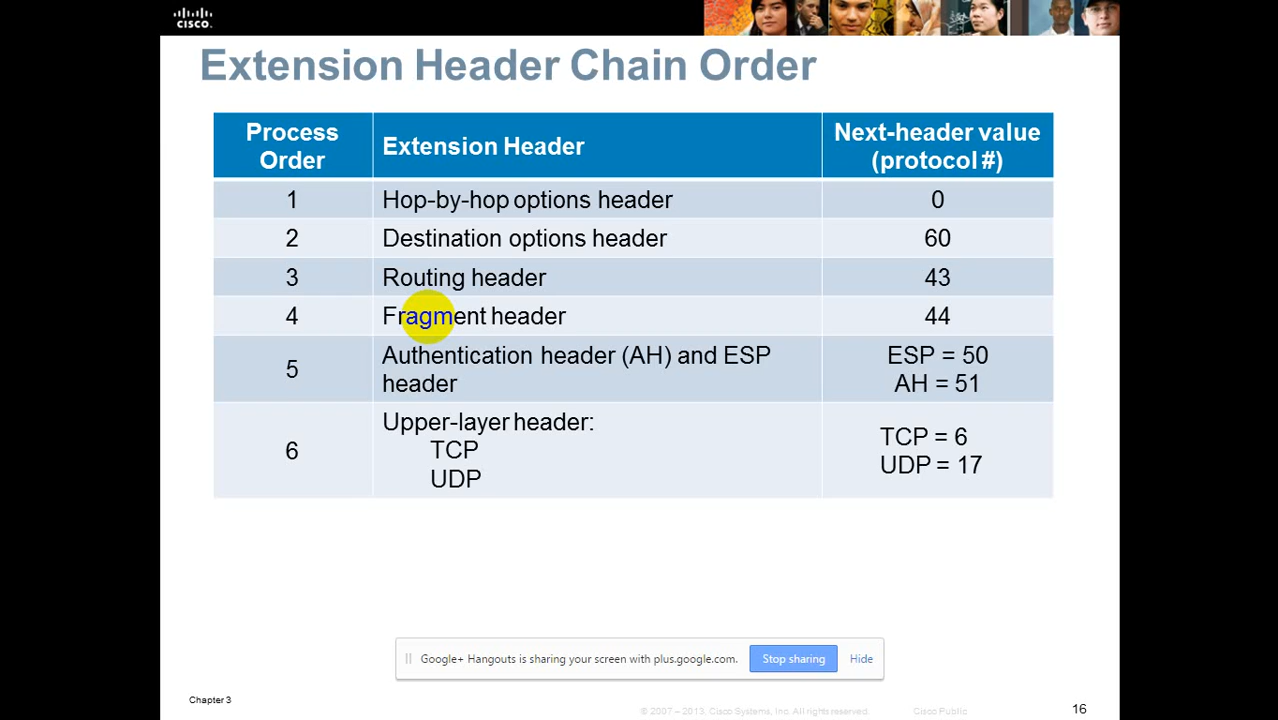 CISCO.
Extension Header Chain Order
Process Order
Extension Header
Next-header value (protocol #)
1
Hop-by-hop options header
0
2
Destination options header
60
3
Routing header
43
4
Fragment header
44
5
Authentication header (AH) and ESP
header
ESP = 50
AH = 51
6
Upper-layer header:
TCP
UDP
TCP = 6
UDP = 17
Google+ Hangouts is sharing your screen with plus.google.com.
Stop sharing
Hide
Chapter 3
© 2007 – 2013, Cisco Systems, Inc. All rights reserved.
Cisco Public
16